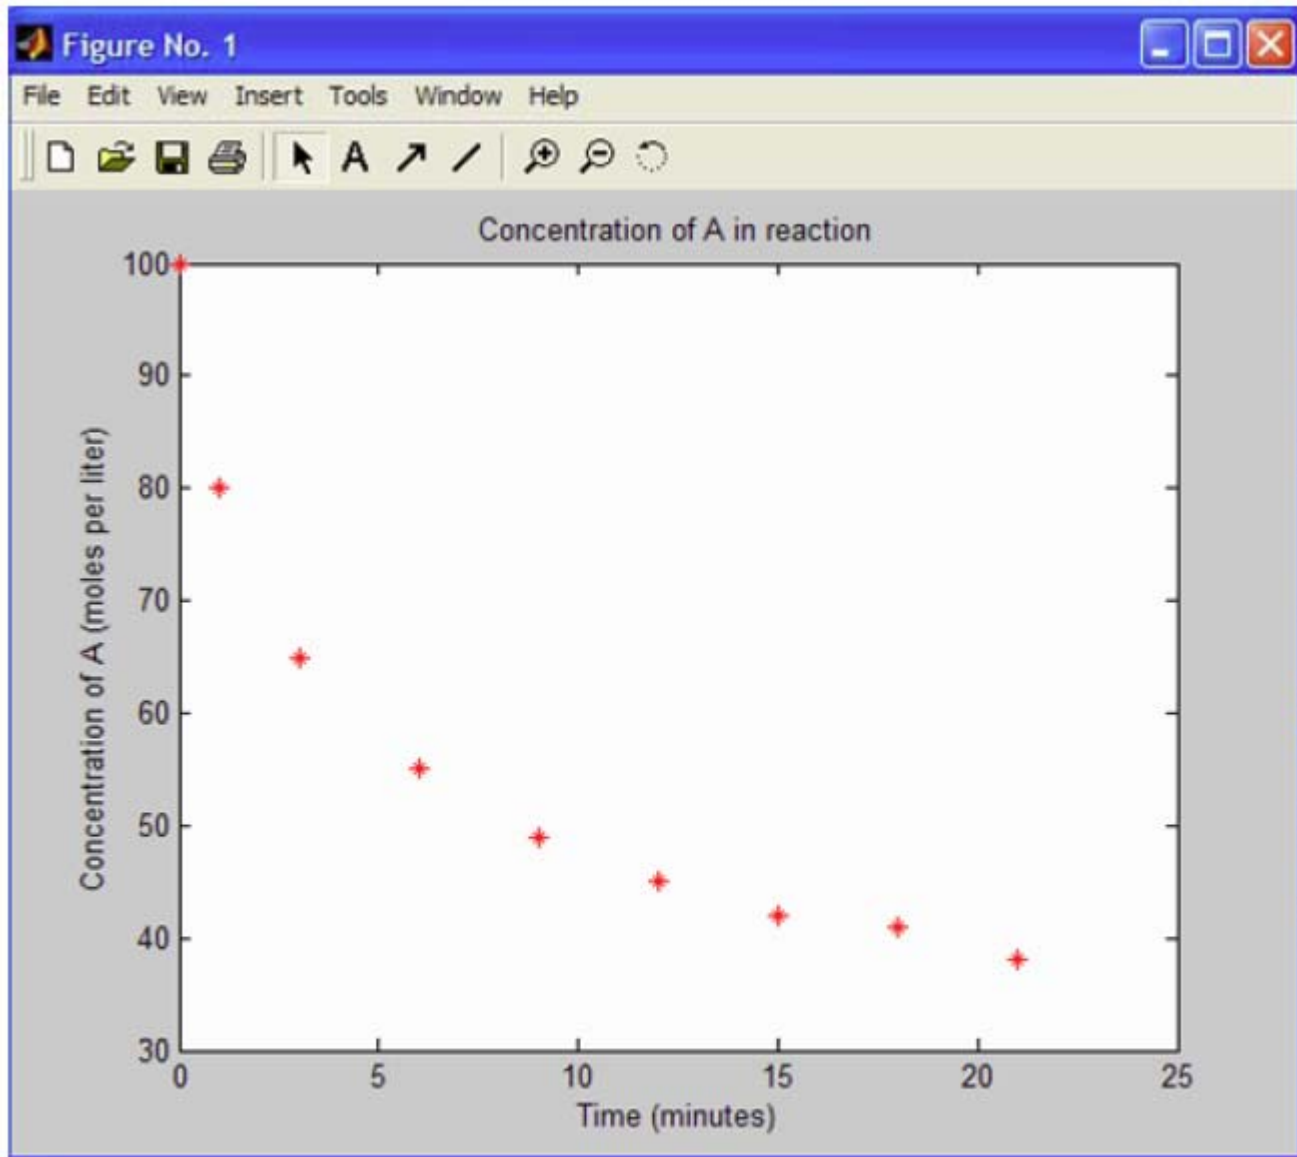 Figure No. 1
File Edit View Insert Tools Window Help
A
Concentration of A in reaction
100
90
80
70
60
50
40
30
Concentration of A (moles per liter)
0 5 10 15 20 25
Time (minutes)